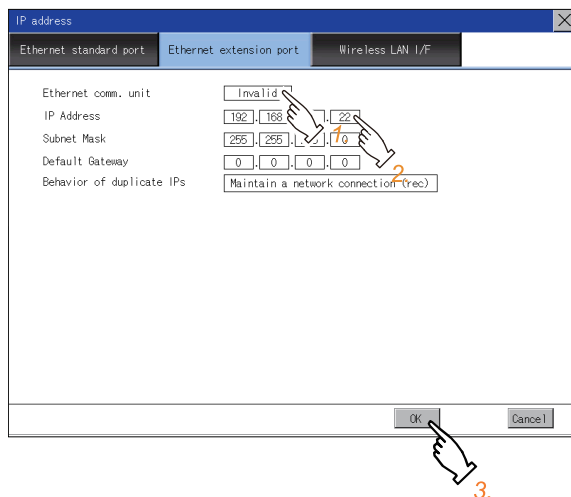 IP address
Ethernet standard port Ethernet extension port Wireless LAN I/F
Ethernet comm. unit Invalid
IP Address 192 . 168 . . 22
Subnet Mask 255 . 255 . . 0
Default Gateway 0 . 0 . 0 . 0
Behavior of duplicate IPs Maintain a network connection (rec)
1.
2.
OK Cancel
3.